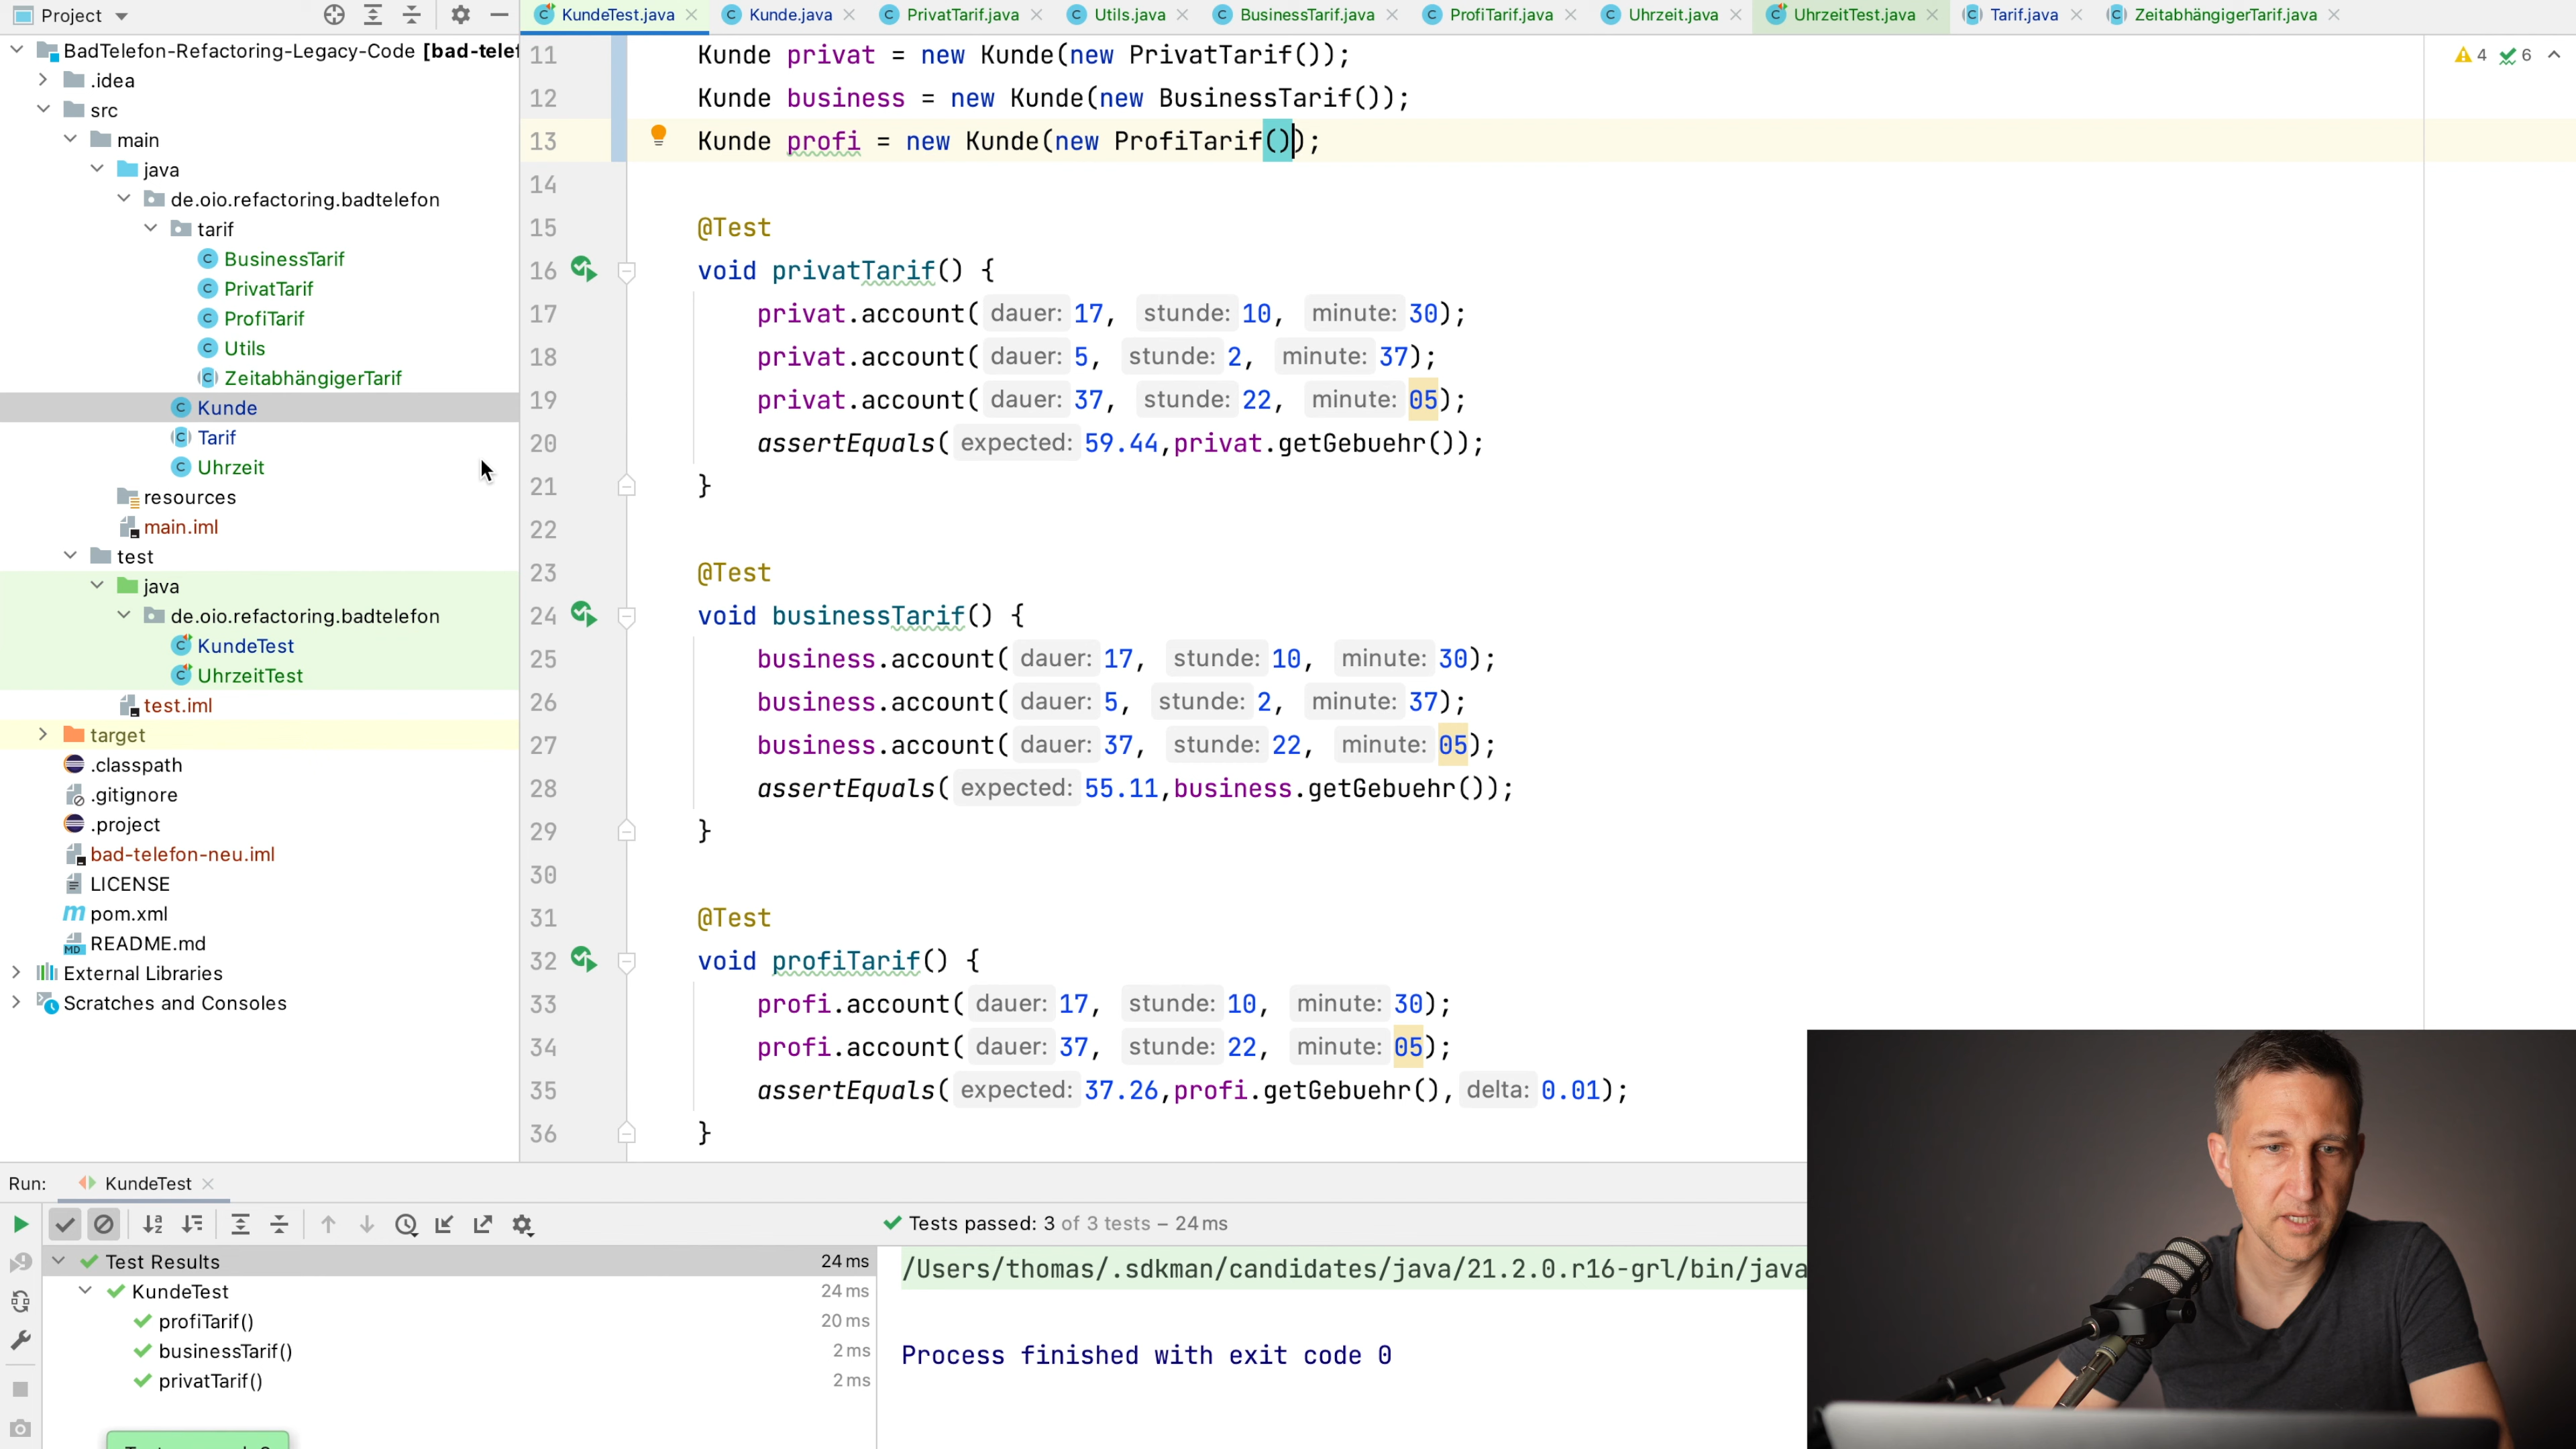 Project
KundeTest.java
Kunde.java
PrivatTarif.java
Utils.java
BusinessTarif.java
ProfiTarif.java
Uhrzeit.java
UhrzeitTest.java
Tarif.java
ZeitabhängigerTarif.java
BadTelefon-Refactoring-Legacy-Code [bad-telef
.idea
src
main
java
de.oio.refactoring.badtelefon
tarif
BusinessTarif
PrivatTarif
ProfiTarif
Utils
ZeitabhängigerTarif
Kunde
Tarif
Uhrzeit
resources
main.iml
test
java
de.oio.refactoring.badtelefon
KundeTest
UhrzeitTest
test.iml
target
.classpath
.gitignore
.project
bad-telefon-neu.iml
LICENSE
pom.xml
README.md
External Libraries
Scratches and Consoles
4 6
11 Kunde privat = new Kunde(new PrivatTarif());
12 Kunde business = new Kunde(new BusinessTarif());
13 Kunde profi = new Kunde(new ProfiTarif());
14
15 @Test
16 void privatTarif() {
17 privat.account( dauer: 17, stunde: 10, minute: 30);
18 privat.account( dauer: 5, stunde: 2, minute: 37);
19 privat.account( dauer: 37, stunde: 22, minute: 05);
20 assertEquals( expected: 59.44,privat.getGebuehr());
21 }
22
23 @Test
24 void businessTarif() {
25 business.account( dauer: 17, stunde: 10, minute: 30);
26 business.account( dauer: 5, stunde: 2, minute: 37);
27 business.account( dauer: 37, stunde: 22, minute: 05);
28 assertEquals( expected: 55.11,business.getGebuehr());
29 }
30
31 @Test
32 void profiTarif() {
33 profi.account( dauer: 17, stunde: 10, minute: 30);
34 profi.account( dauer: 37, stunde: 22, minute: 05);
35 assertEquals( expected: 37.26,profi.getGebuehr(), delta: 0.01);
36 }
Run: KundeTest
Tests passed: 3 of 3 tests – 24 ms
Test Results 24 ms
KundeTest 24 ms
profiTarif() 20 ms
businessTarif() 2 ms
privatTarif() 2 ms
/Users/thomas/.sdkman/candidates/java/21.2.0.r16-grl/bin/java
Process finished with exit code 0